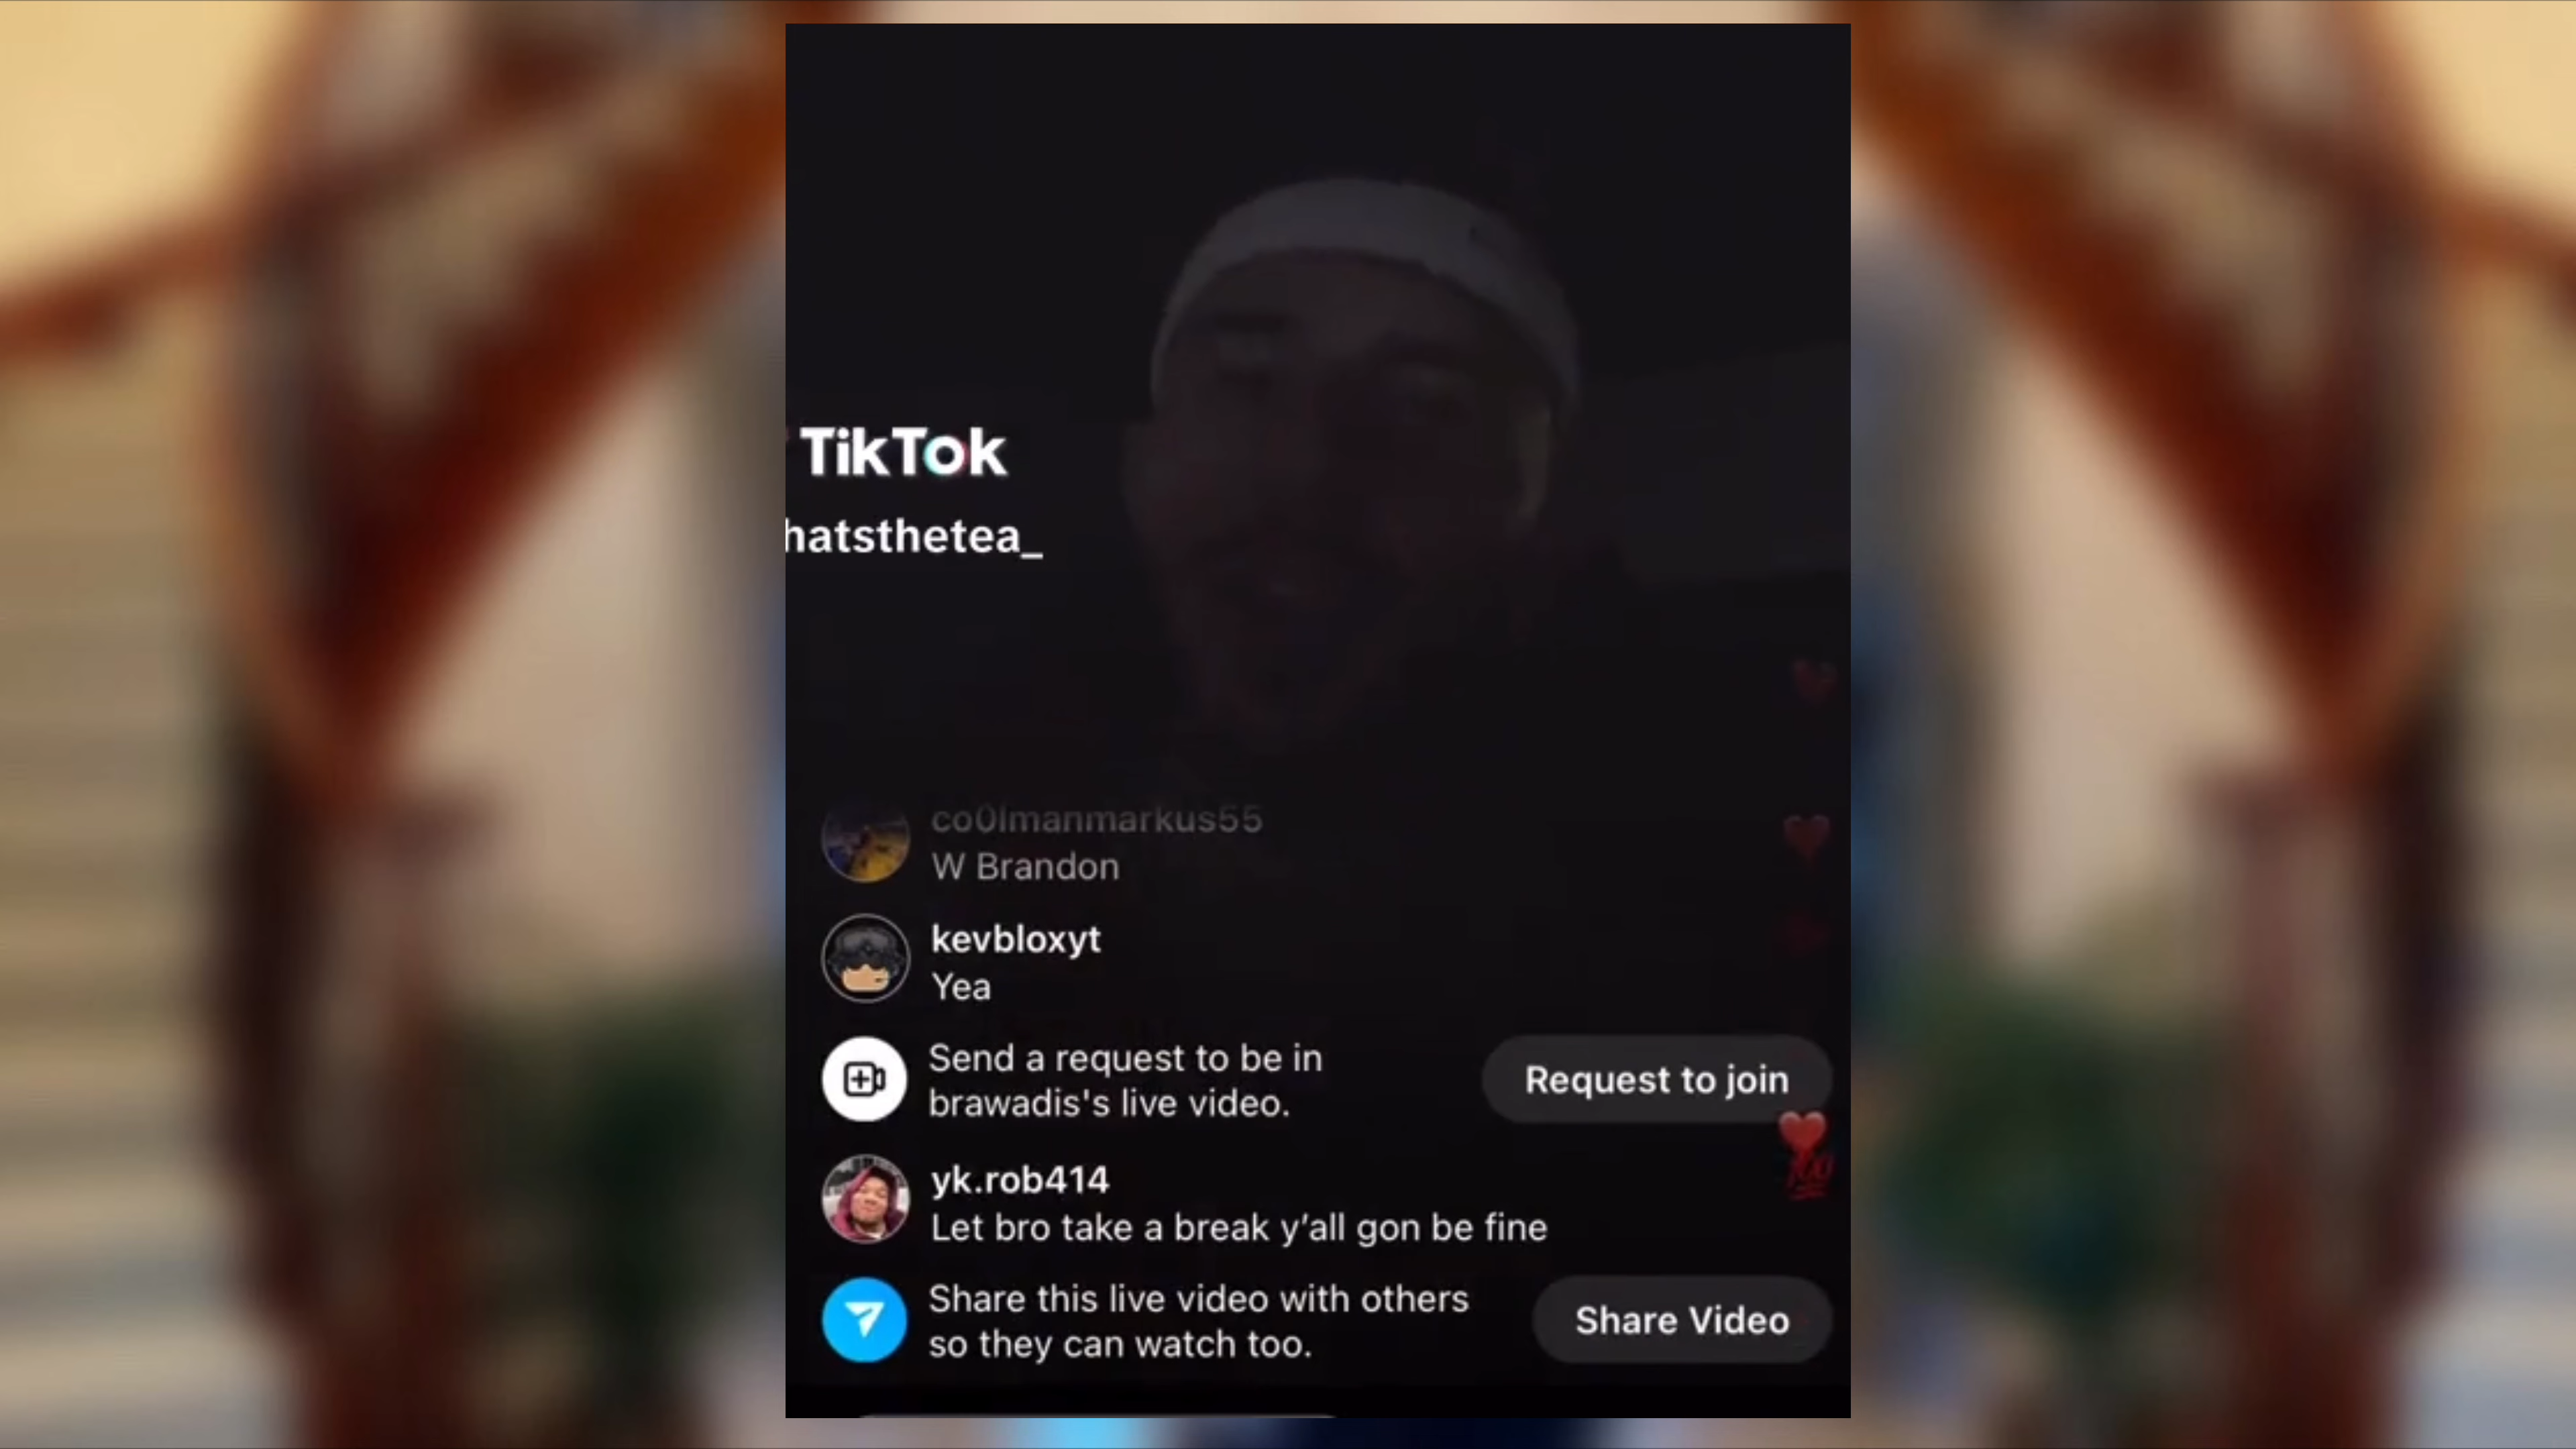 TikTok
hatsthetea_
co0lmanmarkus55
W Brandon
kevbloxyt
Yea
Send a request to be in
brawadis's live video.
Request to join
yk.rob414
Let bro take a break y’all gon be fine
Share this live video with others
so they can watch too.
Share Video